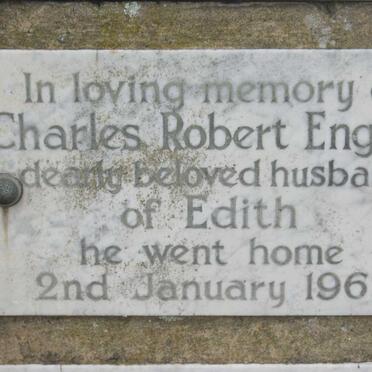 In loving memory
Charles Robert Eng
dearly beloved husba
of Edith
he went home
2nd January 196